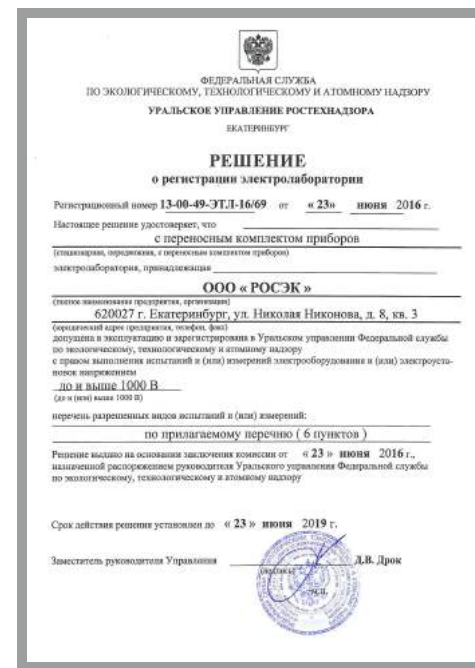 ФЕДЕРАЛЬНАЯ СЛУЖБА
ПО ЭКОЛОГИЧЕСКОМУ, ТЕХНОЛОГИЧЕСКОМУ И АТОМНОМУ НАДЗОРУ
УРАЛЬСКОЕ УПРАВЛЕНИЕ РОСТЕХНАДЗОРА
ЕКАТЕРИНБУРГ
РЕШЕНИЕ
о регистрации электролаборатории
Регистрационный номер 13-00-49-ЭТЛ-16/69 от « 23» июня 2016 г.
Настоящее решение удостоверяет, что
с переносным комплектом приборов
(стационарная, передвижная, с переносным комплектом приборов)
электролаборатория, принадлежащая
ООО « РОСЭК »
(полное наименование предприятия, организации)
620027 г. Екатеринбург, ул. Николая Никонова, д. 8, кв. 3
(юридический адрес предприятия, телефон, факс)
допущена в эксплуатацию и зарегистрирована в Уральском управлении Федеральной службы
по экологическому, технологическому и атомному надзору
с правом выполнения испытаний и (или) измерений электрооборудования и (или) электроуста-
новок напряжением
до и выше 1000 В
(до и (или) выше 1000 В)
перечень разрешенных видов испытаний и (или) измерений:
по прилагаемому перечню ( 6 пунктов )
Решение выдано на основании заключения комиссии от « 23 » июня 2016 г.,
назначенной распоряжением руководителя Уральского управления Федеральной службы
по экологическому, технологическому и атомному надзору
Срок действия решения установлен до « 23 » июня 2019 г.
Заместитель руководителя Управления Д.В. Дрок
(подпись)
М.П.